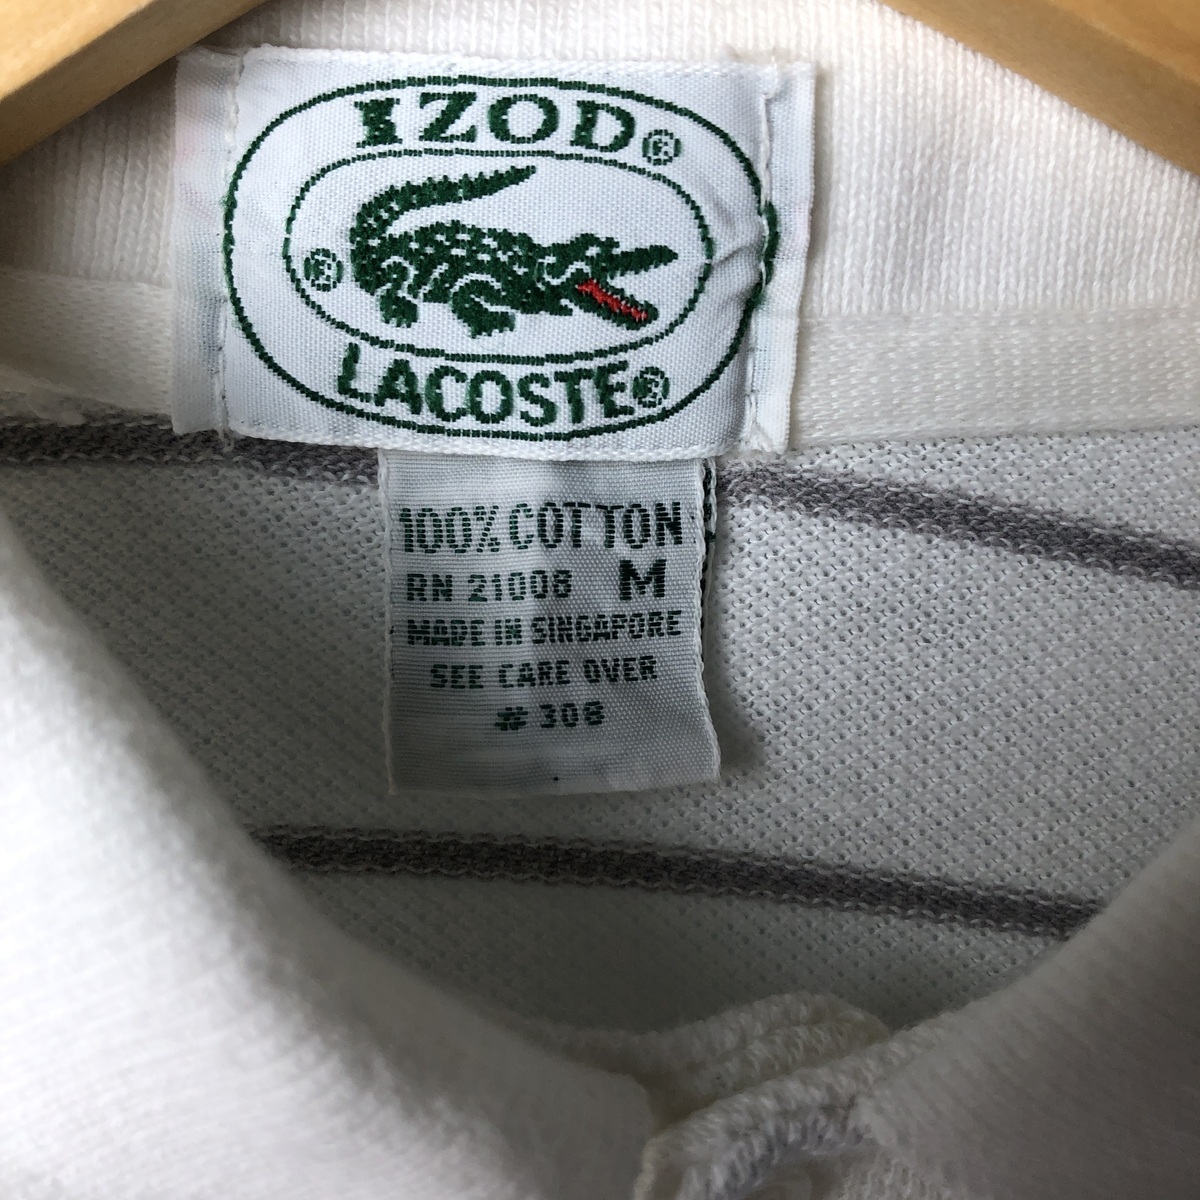 IZOD®
®
LACOSTE®
100% COTTON
RN 21008 M
MADE IN SINGAPORE
SEE CARE OVER
# 308